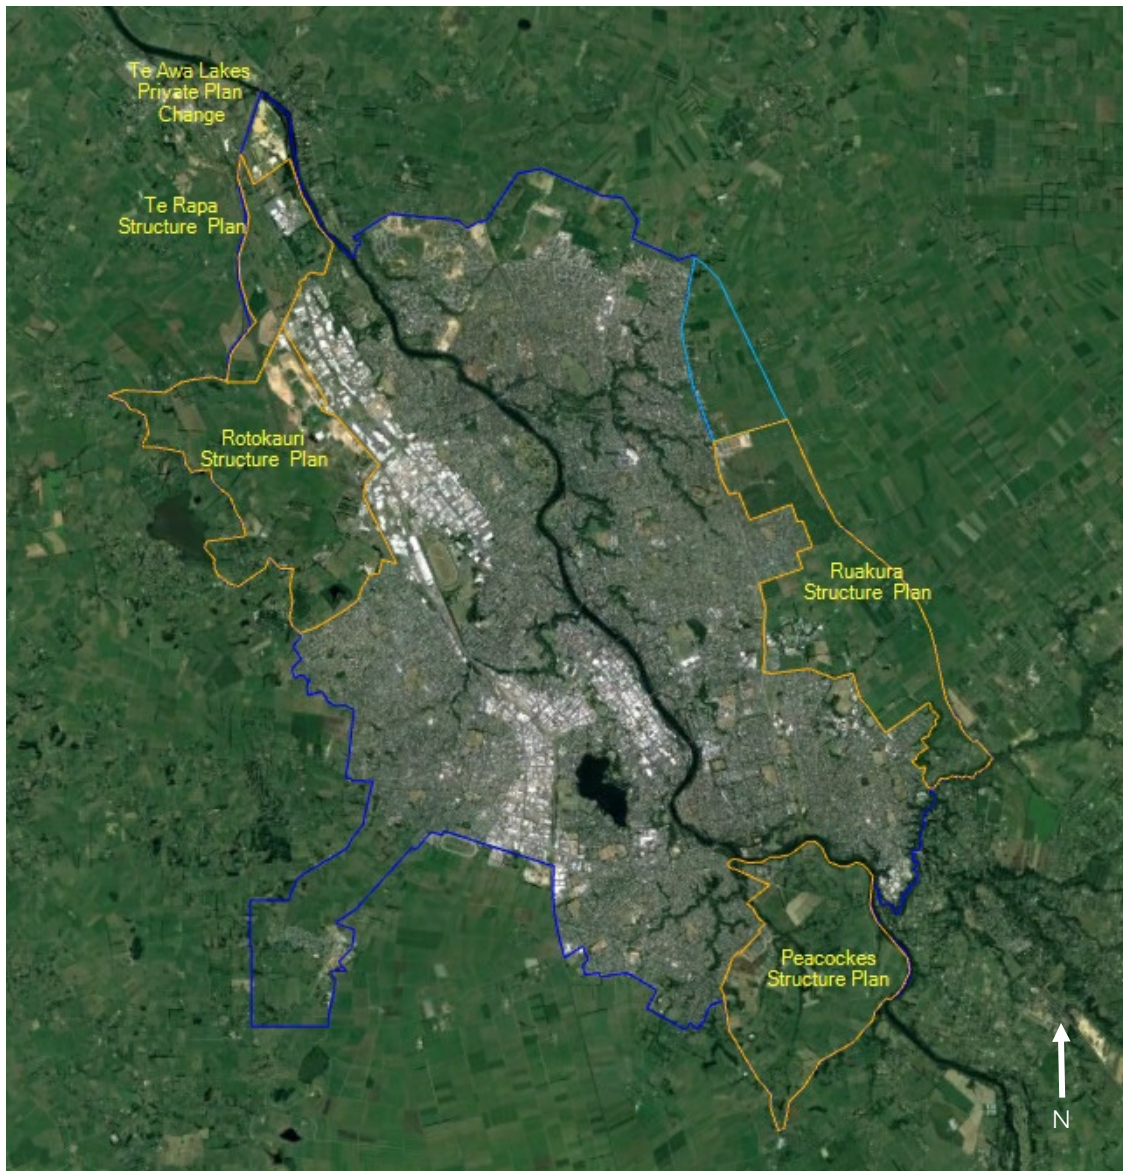 Te Awa Lakes
Private Plan
Change
Te Rapa
Structure Plan
Rotokauri
Structure Plan
Ruakura
Structure Plan
Peacockes
Structure Plan
N